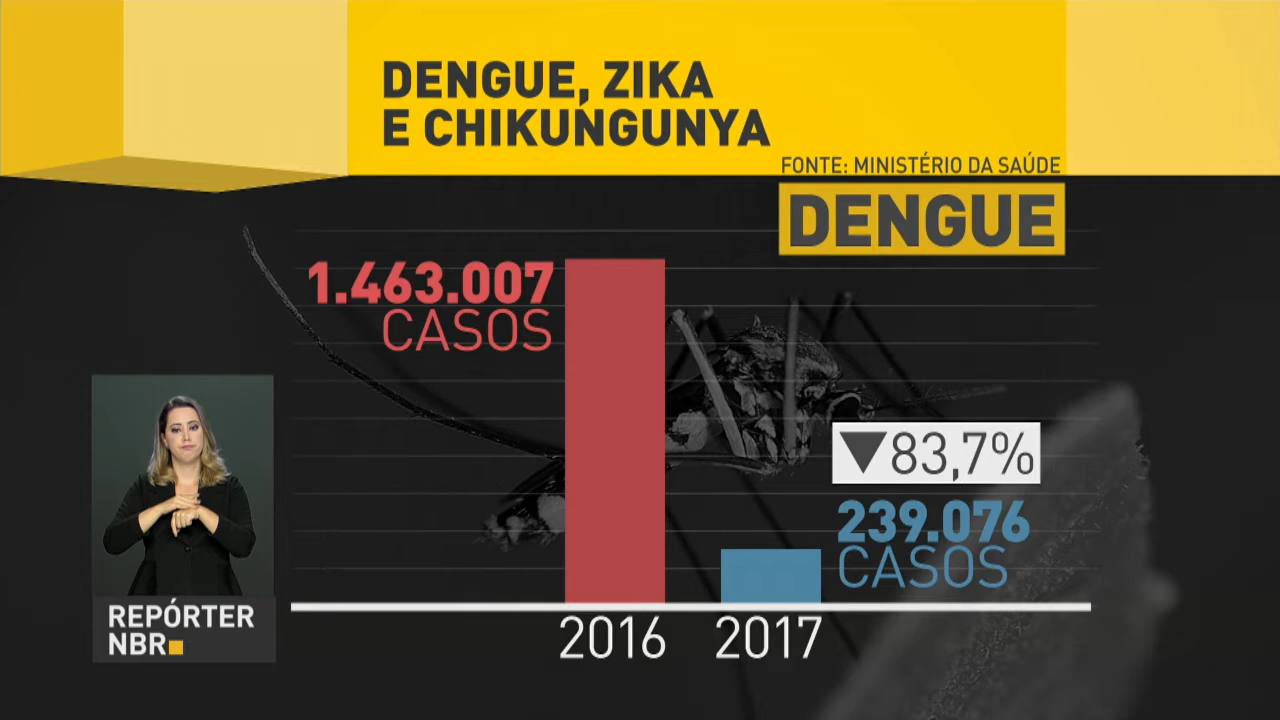 DENGUE, ZIKA
E CHIKUNGUNYA
FONTE: MINISTÉRIO DA SAÚDE
DENGUE
1.463.007
CASOS
▼83,7%
239.076
CASOS
2016 2017
REPÓRTER
NBR